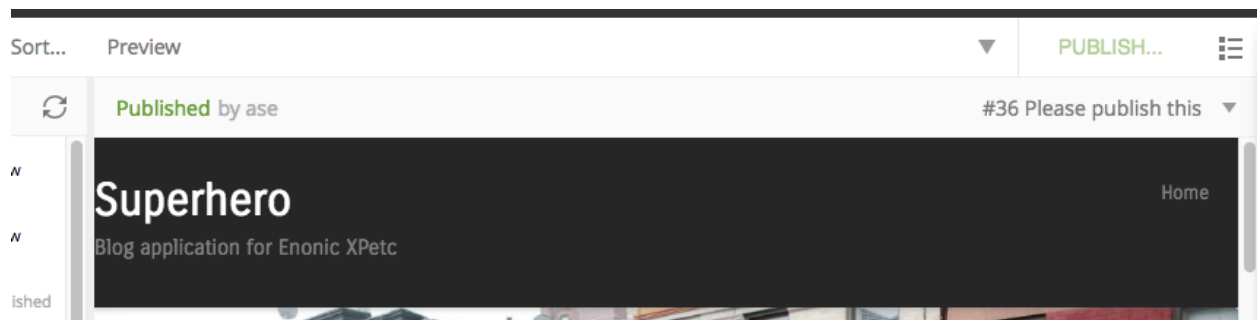 Sort... Preview PUBLISH...
Published by ase #36 Please publish this
w
Superhero
Home
w
Blog application for Enonic XPetc
ished